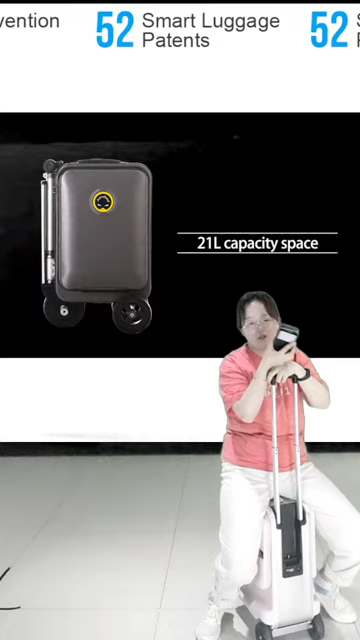 vention
52 Smart Luggage
Patents
52
21L capacity space